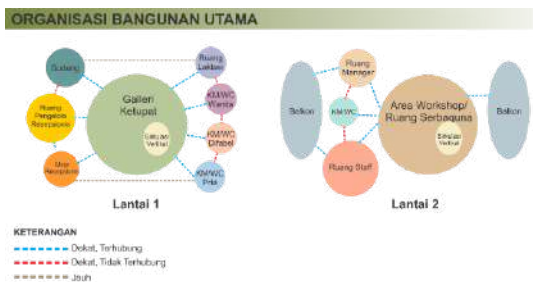 ORGANISASI BANGUNAN UTAMA
Gudang
Ruang
Laktasi
Ruang
Pengelola
Resepsionis
Galleri
Ketupat
KM/WC
Wanita
KM/WC
Difabel
Sirkulasi
Vertikal
Meja
Resepsionis
KM/WC
Pria
Lantai 1
Ruang
Manager
Balkon
KM/WC
Area Workshop/
Ruang Serbaguna
Balkon
Sirkulasi
Vertikal
Ruang Staff
Lantai 2
KETERANGAN
Dekat, Terhubung
Dekat, Tidak Terhubung
Jauh